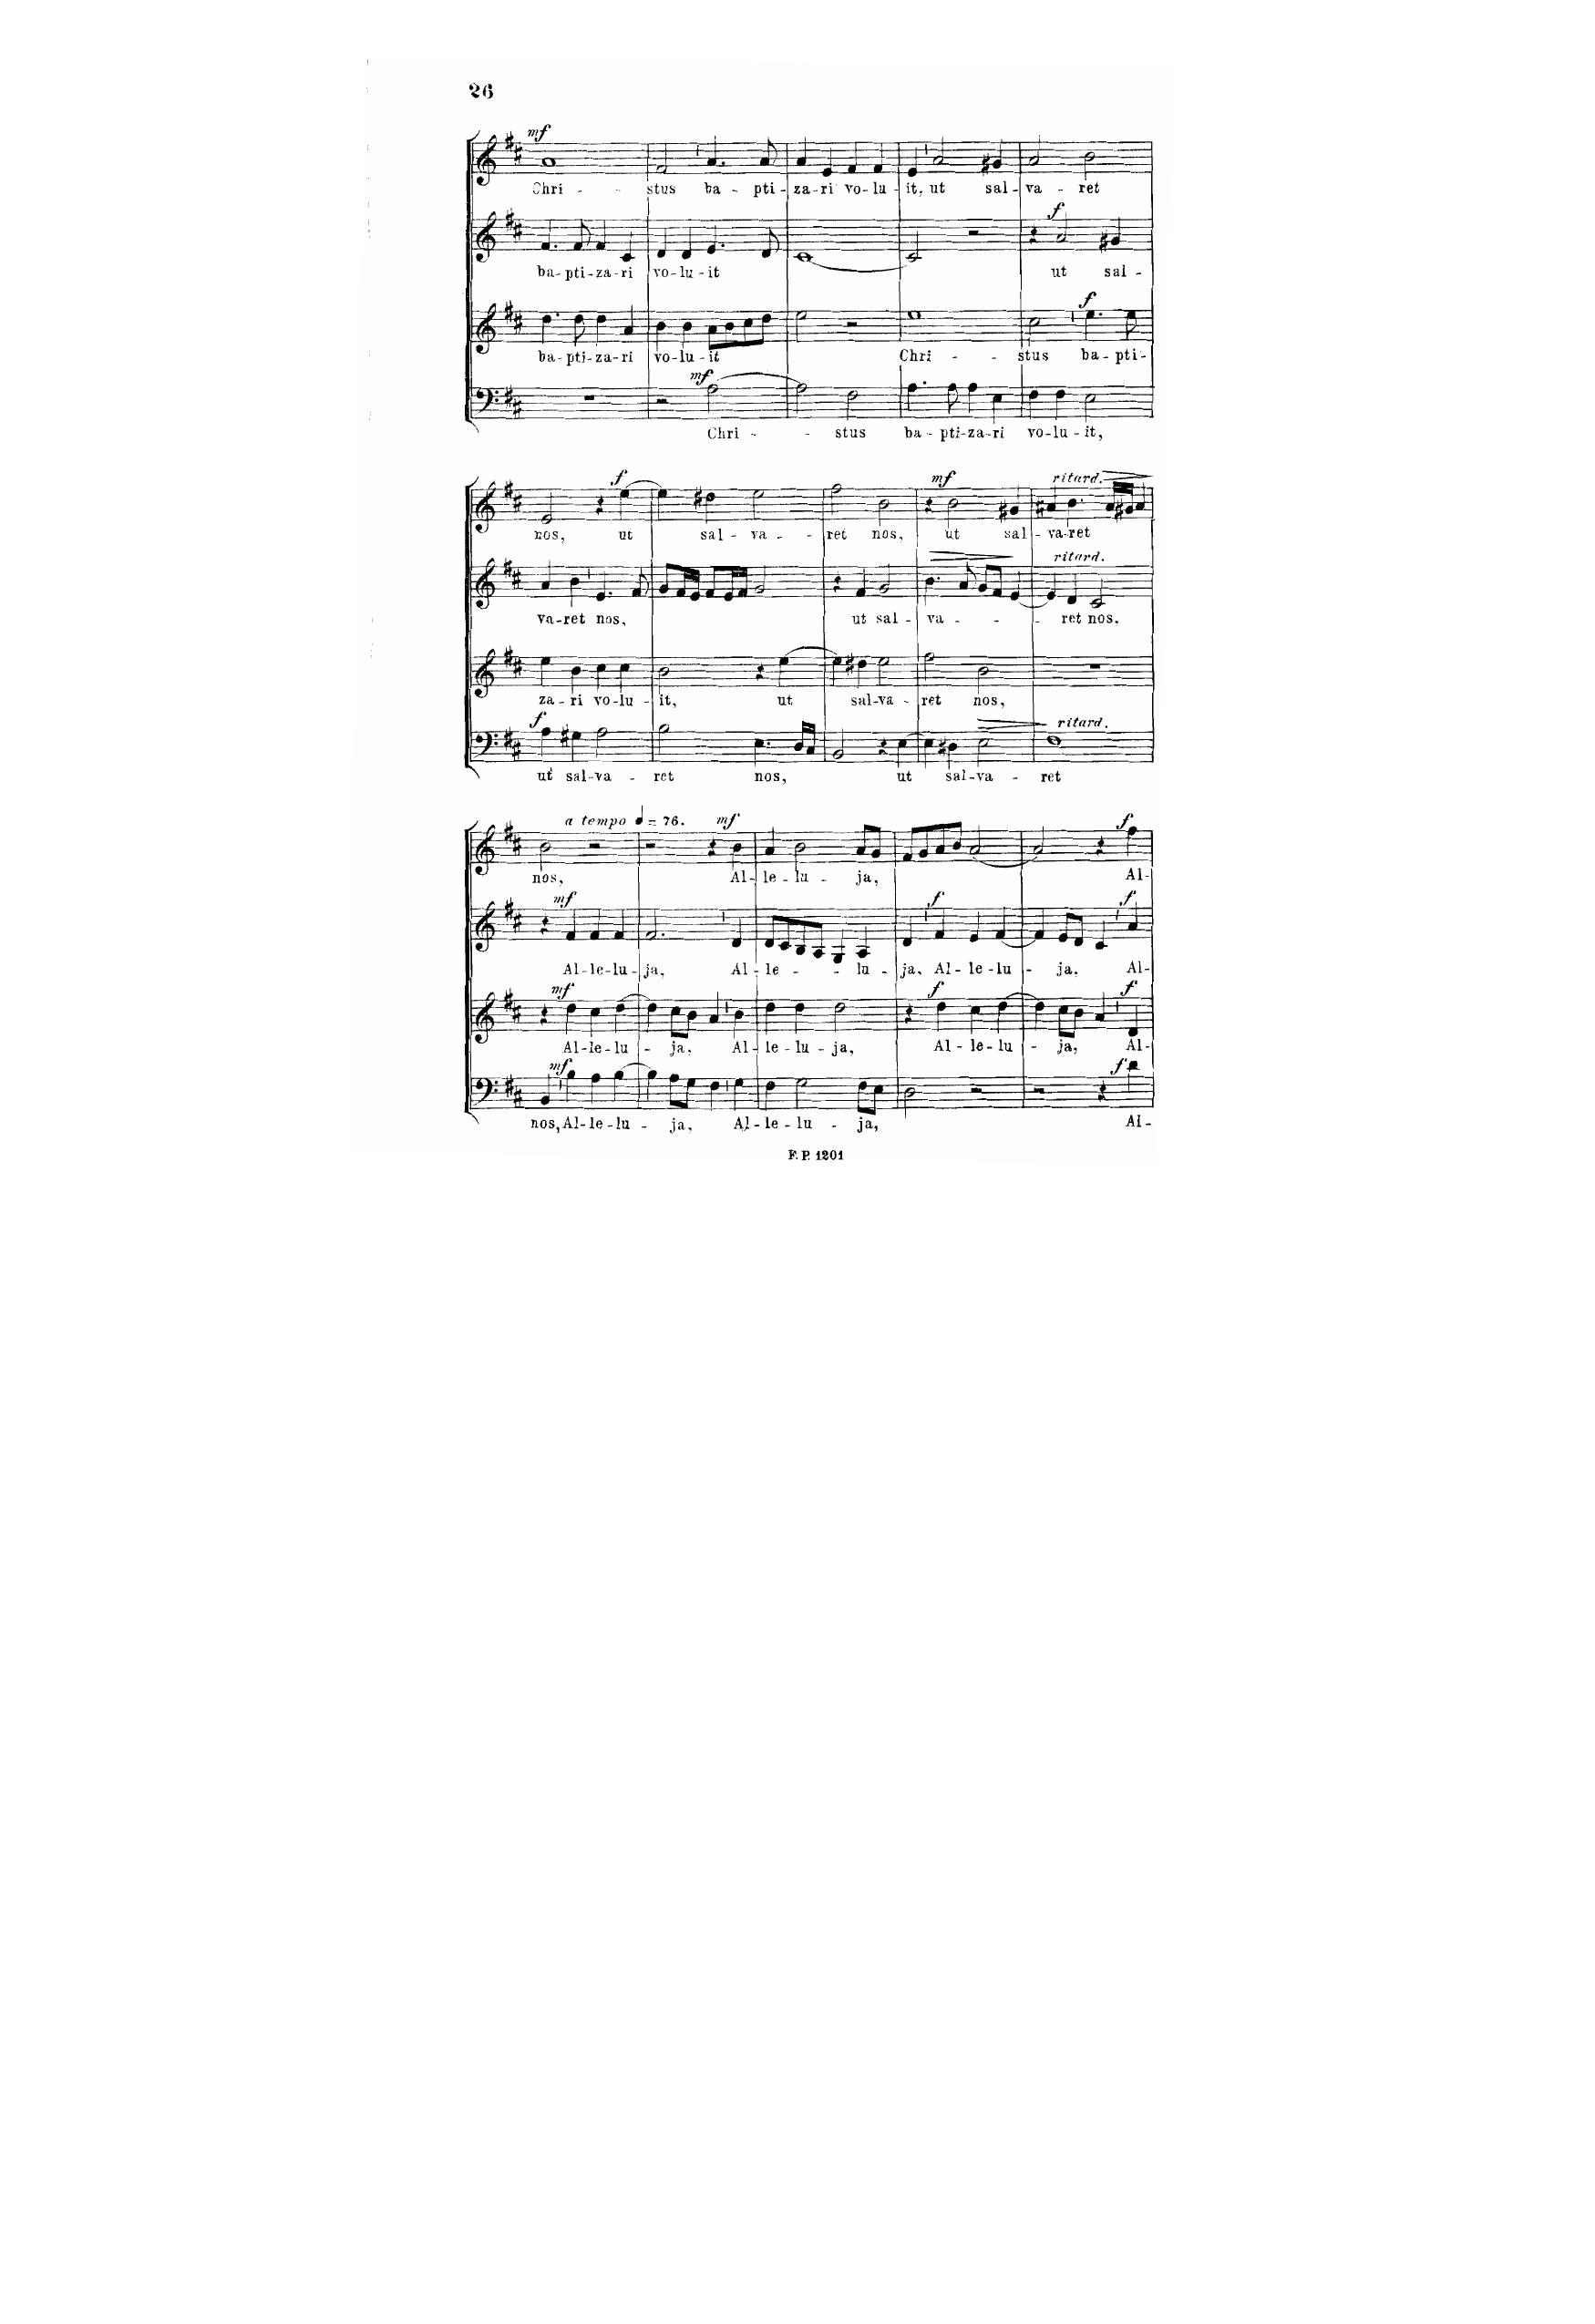 26
mf
Chri - - stus ba - pti - za - ri vo - lu - it, ut sal - va - ret
f
ba - pti - za - ri vo - lu - it ut sal -
f
ba - pti - za - ri vo - lu - it Chri - - stus ba - pti -
mf
Chri - - stus ba - pti - za - ri vo - lu - it,
f mf ritard.
nos, ut sal - va - - ret nos, ut sal - va - ret
ritard.
va - ret nos, ut sal - va - - - ret nos,
za - ri vo - lu - it, ut sal - va - ret nos,
f ritard.
ut sal - va - ret nos, ut sal - va - ret
a tempo = 76. mf f
nos, Al - le - lu - ja, Al -
mf f f
Al - le - lu - ja, Al - le - - lu - ja, Al - le - lu - ja, Al -
mf f f
Al - le - lu - ja, Al - le - lu - ja, Al - le - lu - ja, Al -
mf f
nos, Al - le - lu - ja, Al - le - lu - ja, Al -
F. P. 1201